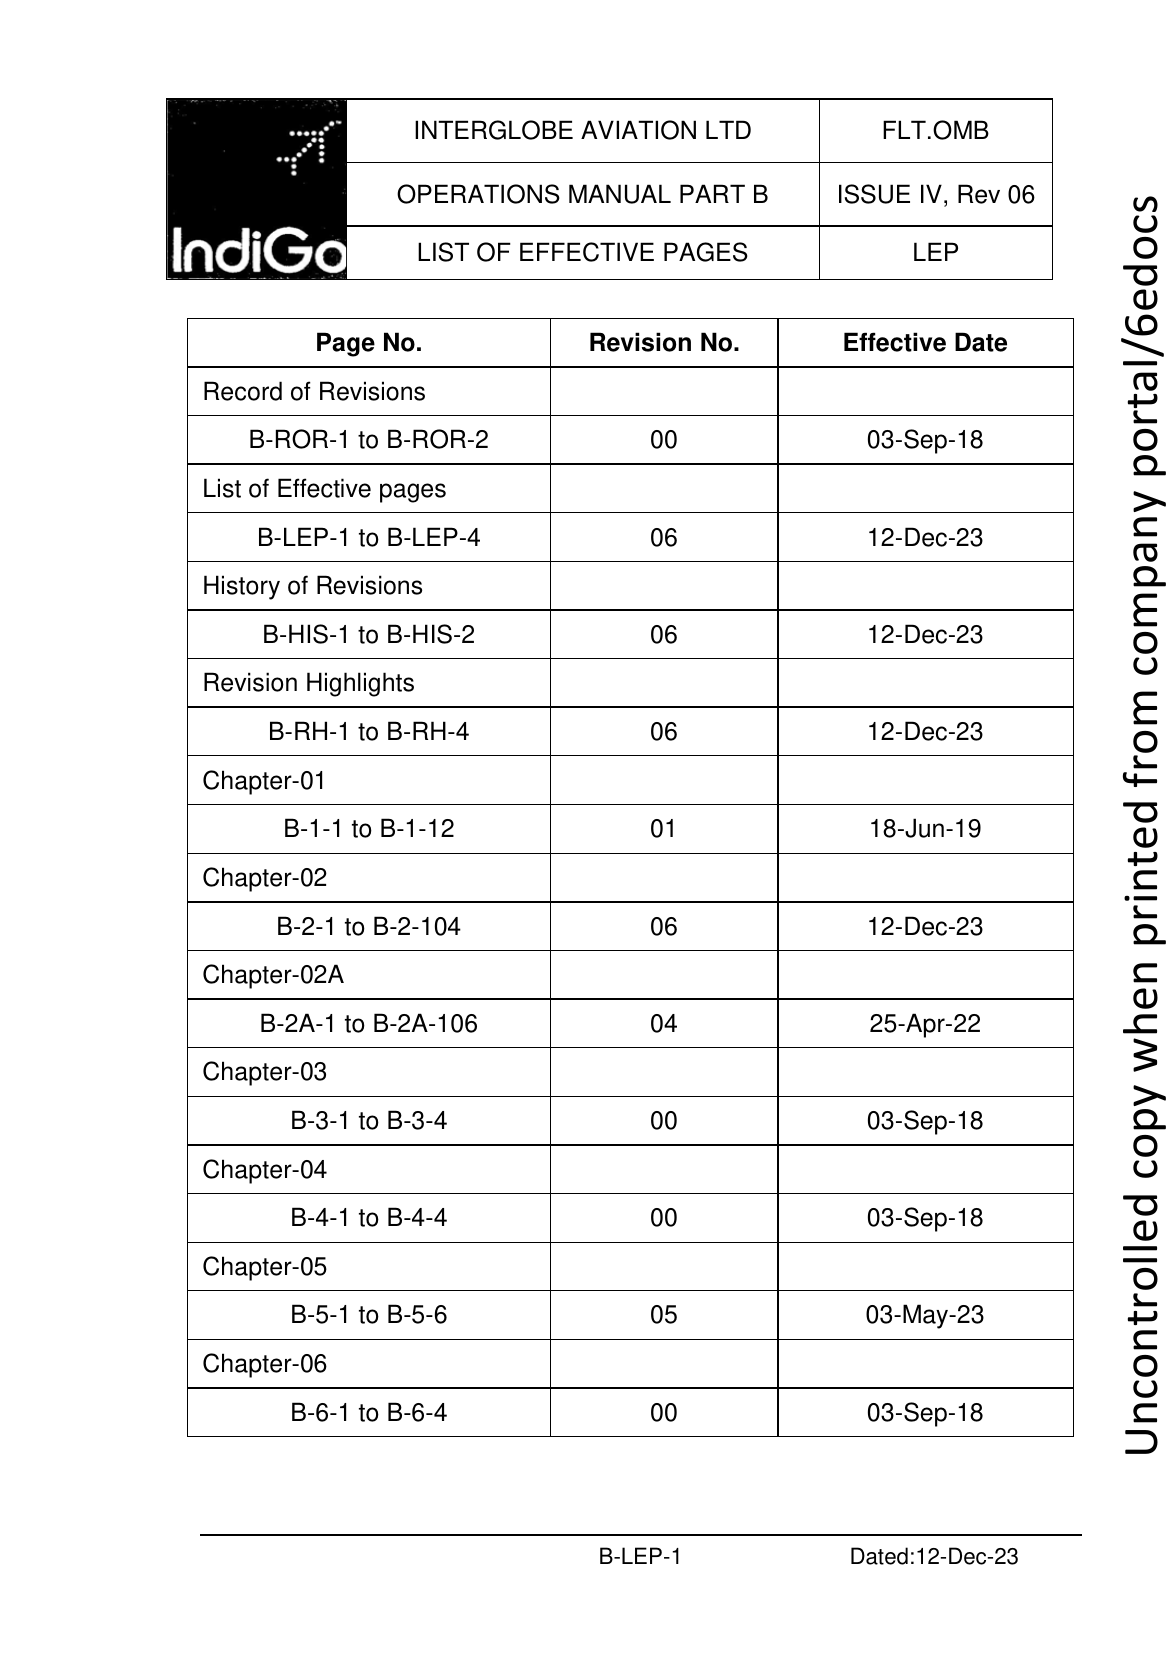 IndiGo
INTERGLOBE AVIATION LTD FLT.OMB
OPERATIONS MANUAL PART B ISSUE IV, Rev 06
LIST OF EFFECTIVE PAGES LEP
Page No. Revision No. Effective Date
Record of Revisions
B-ROR-1 to B-ROR-2 00 03-Sep-18
List of Effective pages
B-LEP-1 to B-LEP-4 06 12-Dec-23
History of Revisions
B-HIS-1 to B-HIS-2 06 12-Dec-23
Revision Highlights
B-RH-1 to B-RH-4 06 12-Dec-23
Chapter-01
B-1-1 to B-1-12 01 18-Jun-19
Chapter-02
B-2-1 to B-2-104 06 12-Dec-23
Chapter-02A
B-2A-1 to B-2A-106 04 25-Apr-22
Chapter-03
B-3-1 to B-3-4 00 03-Sep-18
Chapter-04
B-4-1 to B-4-4 00 03-Sep-18
Chapter-05
B-5-1 to B-5-6 05 03-May-23
Chapter-06
B-6-1 to B-6-4 00 03-Sep-18
B-LEP-1 Dated:12-Dec-23
Uncontrolled copy when printed from company portal/6edocs